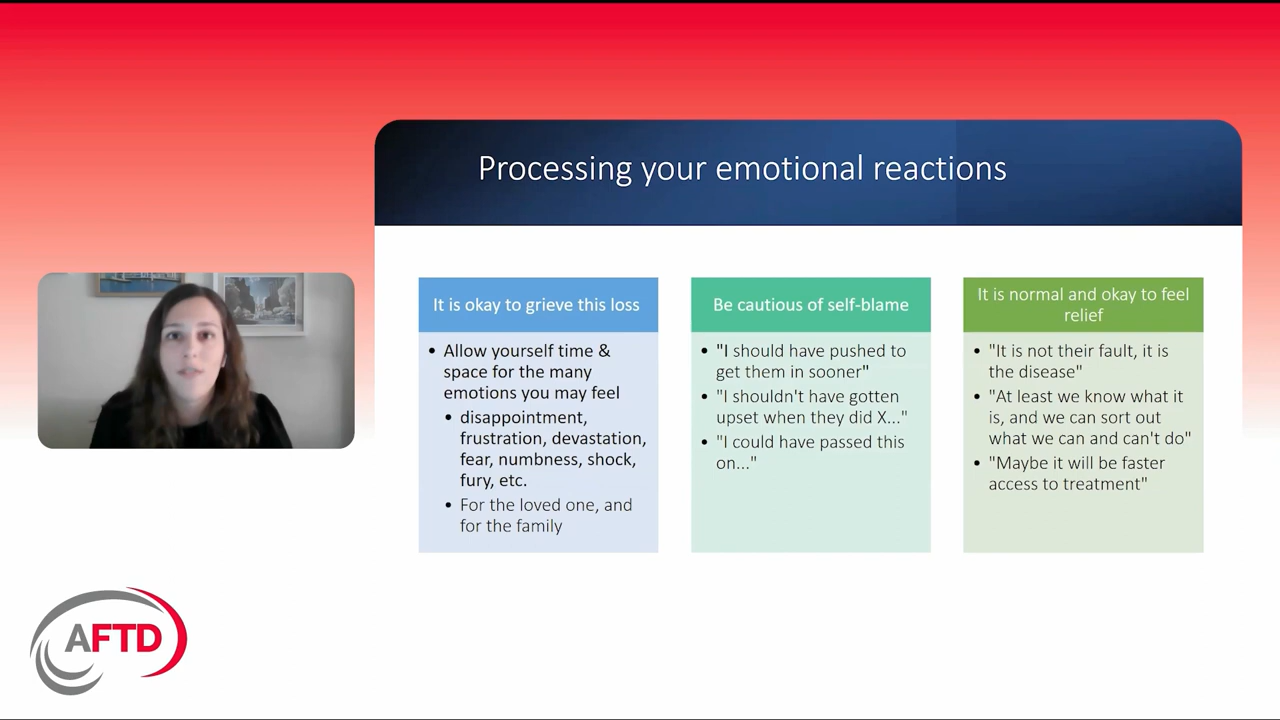 Processing your emotional reactions
It is okay to grieve this loss
• Allow yourself time &
space for the many
emotions you may feel
• disappointment,
frustration, devastation,
fear, numbness, shock,
fury, etc.
• For the loved one, and
for the family
Be cautious of self-blame
• "I should have pushed to
get them in sooner"
• "I shouldn't have gotten
upset when they did X..."
• "I could have passed this
on..."
It is normal and okay to feel
relief
• "It is not their fault, it is
the disease"
• "At least we know what it
is, and we can sort out
what we can and can't do"
• "Maybe it will be faster
access to treatment"
AFTD